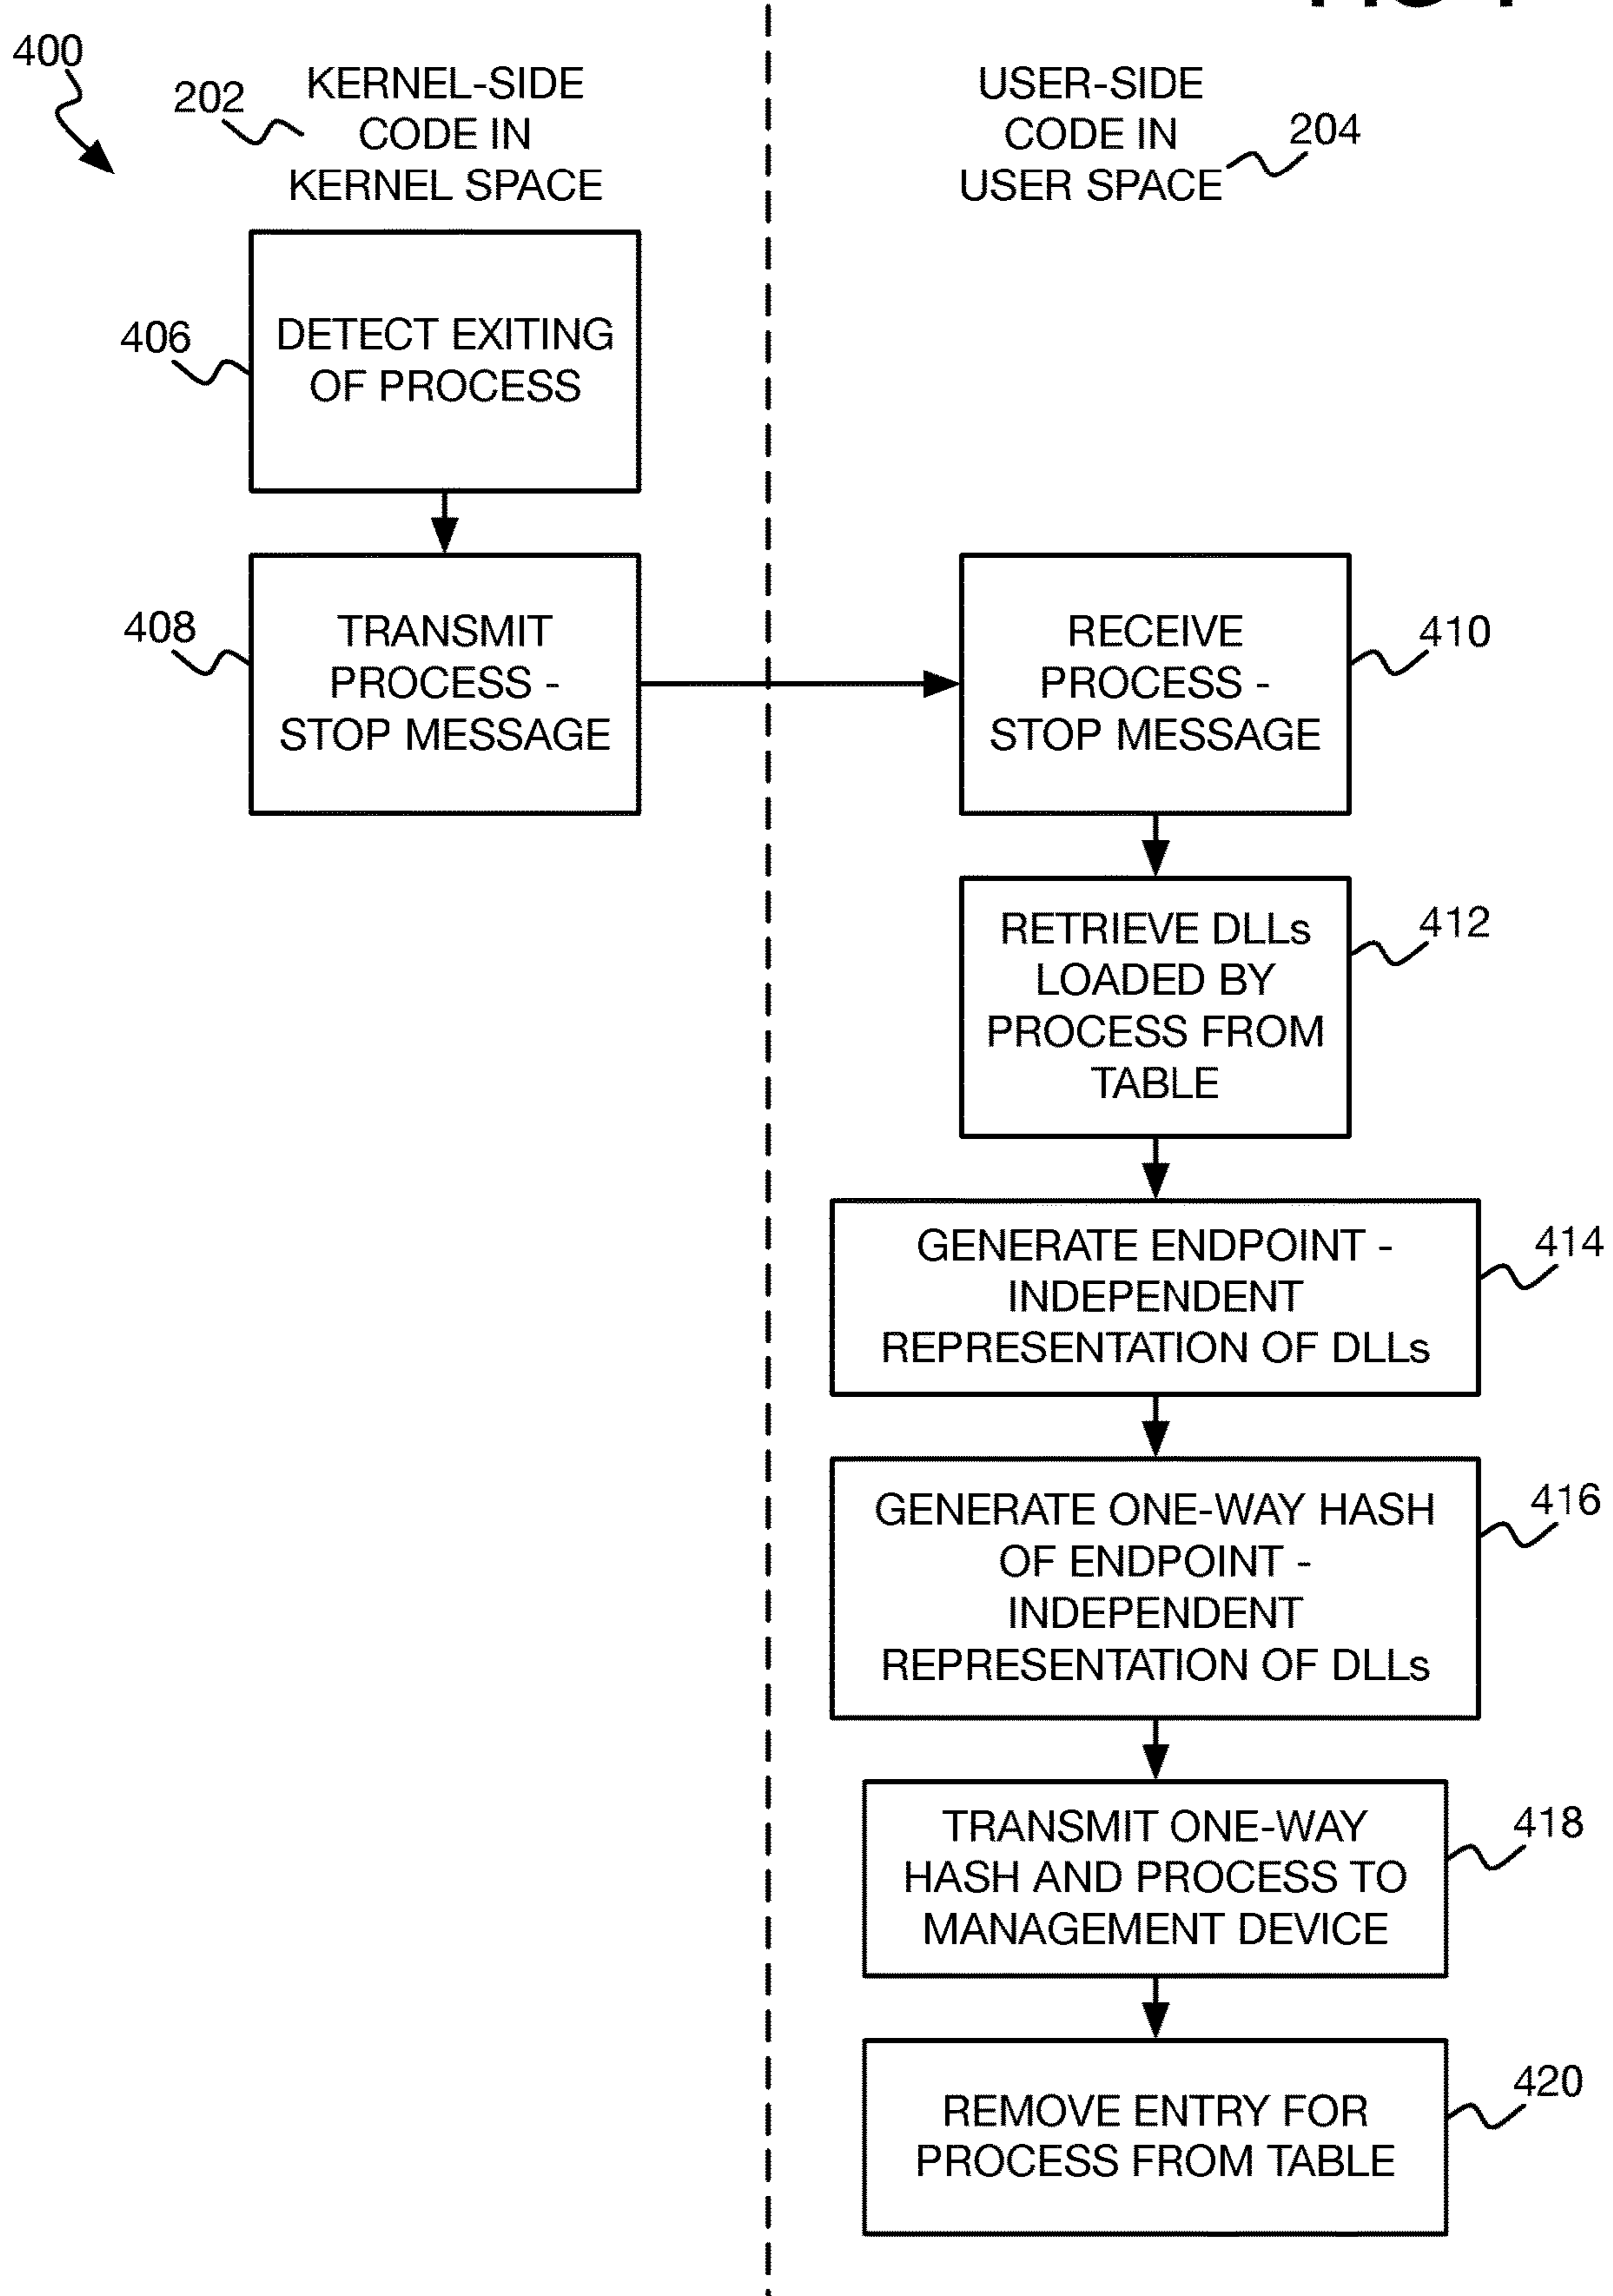 400
202
KERNEL-SIDE
CODE IN
KERNEL SPACE
USER-SIDE
CODE IN
USER SPACE
204
406
DETECT EXITING
OF PROCESS
408
TRANSMIT
PROCESS -
STOP MESSAGE
RECEIVE
PROCESS -
STOP MESSAGE
410
RETRIEVE DLLs
LOADED BY
PROCESS FROM
TABLE
412
GENERATE ENDPOINT -
INDEPENDENT
REPRESENTATION OF DLLs
414
GENERATE ONE-WAY HASH
OF ENDPOINT -
INDEPENDENT
REPRESENTATION OF DLLs
416
TRANSMIT ONE-WAY
HASH AND PROCESS TO
MANAGEMENT DEVICE
418
REMOVE ENTRY FOR
PROCESS FROM TABLE
420